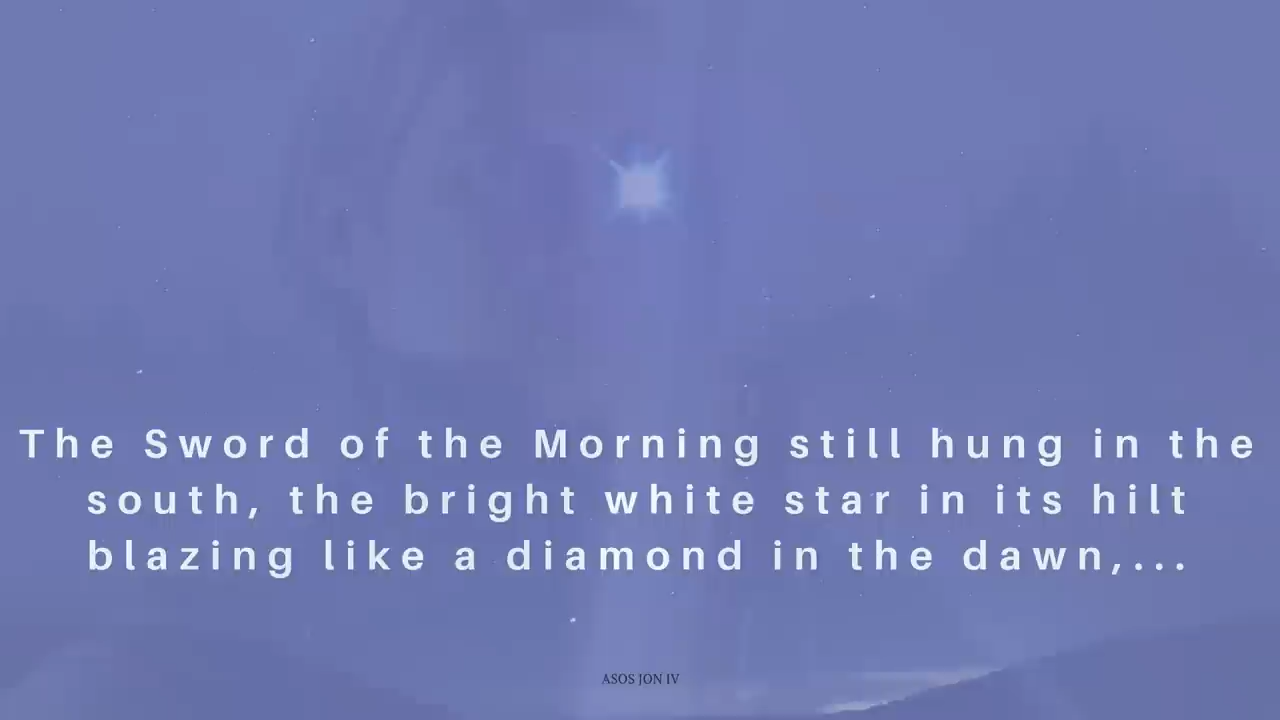 The Sword of the Morning still hung in the
south, the bright white star in its hilt
blazing like a diamond in the dawn,...
ASOS JON IV